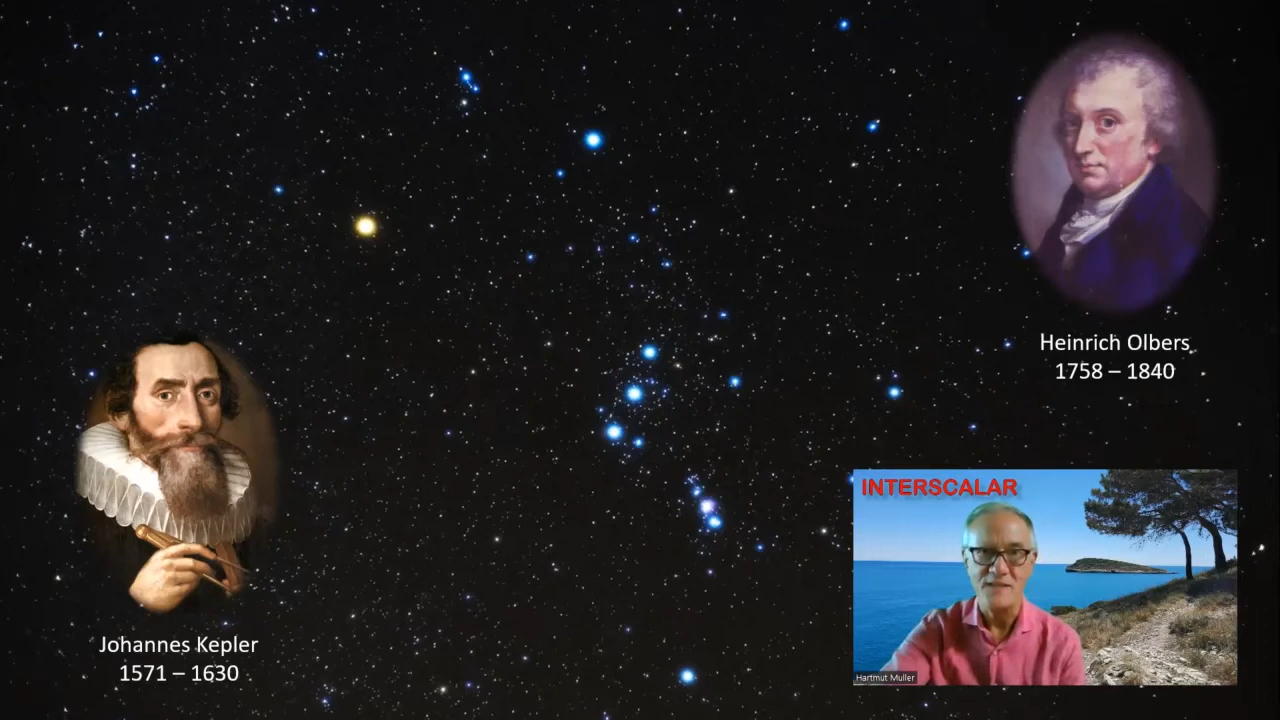 Heinrich Olbers
1758 – 1840
INTERSCALAR
Johannes Kepler
1571 – 1630
Hartmut Muller